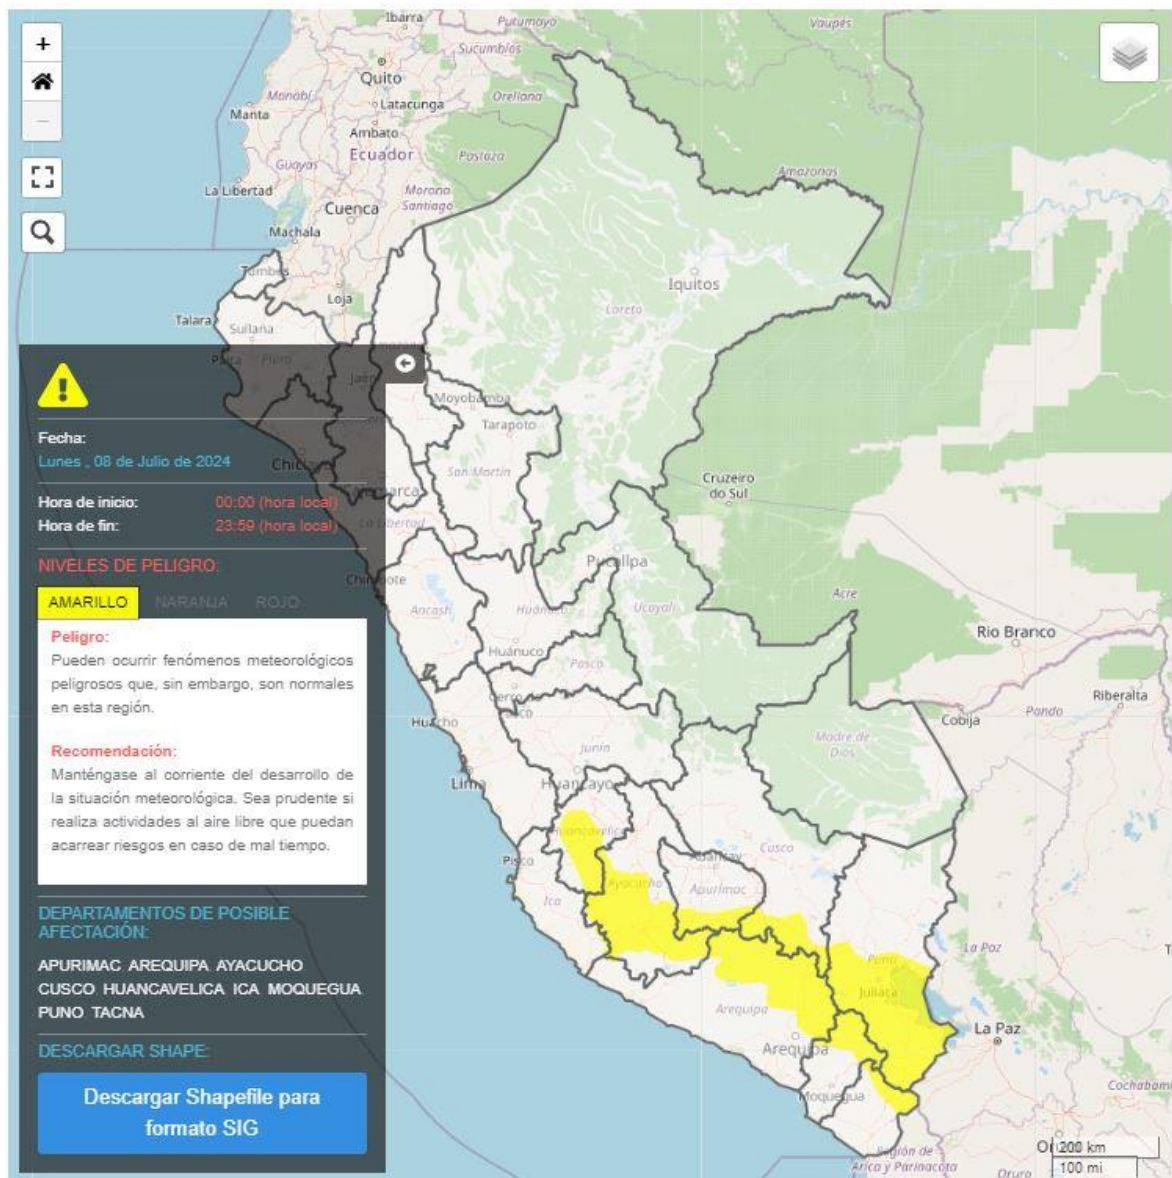 Ibarra
Putumayo
Vaupés
Sucumbíos
Quito
Orellana
Manabí
Latacunga
Manta
Ambato
Ecuador
Pastaza
Guayas
Amazonas
La Libertad
Morona
Santiago
Cuenca
Machala
Tumbes
Iquitos
Loja
Loreto
Talara
Sullana
Moyobamba
Tarapoto
San Martín
Cruzeiro
do Sul
Pucallpa
Acre
Ancash
Huánuco
Ucayali
Rio Branco
Huánuco
Pasco
Riberalta
Pando
Cobija
Huacho
Madre de
Dios
Junín
Lima
Huancayo
Huancavelica
Cusco
Pisco
Abancay
Ayacucho
Apurímac
Ica
La Paz
Puno
Juliaca
Arequipa
La Paz
Arequipa
Moquegua
Cochabam
Región de
Arica y Parinacota
Oruro
200 km
100 mi
Fecha:
Lunes , 08 de Julio de 2024
Hora de inicio: 00:00 (hora local)
Hora de fin: 23:59 (hora local)
NIVELES DE PELIGRO:
AMARILLO NARANJA ROJO
Peligro:
Pueden ocurrir fenómenos meteorológicos
peligrosos que, sin embargo, son normales
en esta región.
Recomendación:
Manténgase al corriente del desarrollo de
la situación meteorológica. Sea prudente si
realiza actividades al aire libre que puedan
acarrear riesgos en caso de mal tiempo.
DEPARTAMENTOS DE POSIBLE
AFECTACIÓN:
APURIMAC AREQUIPA AYACUCHO
CUSCO HUANCAVELICA ICA MOQUEGUA
PUNO TACNA
DESCARGAR SHAPE:
Descargar Shapefile para
formato SIG